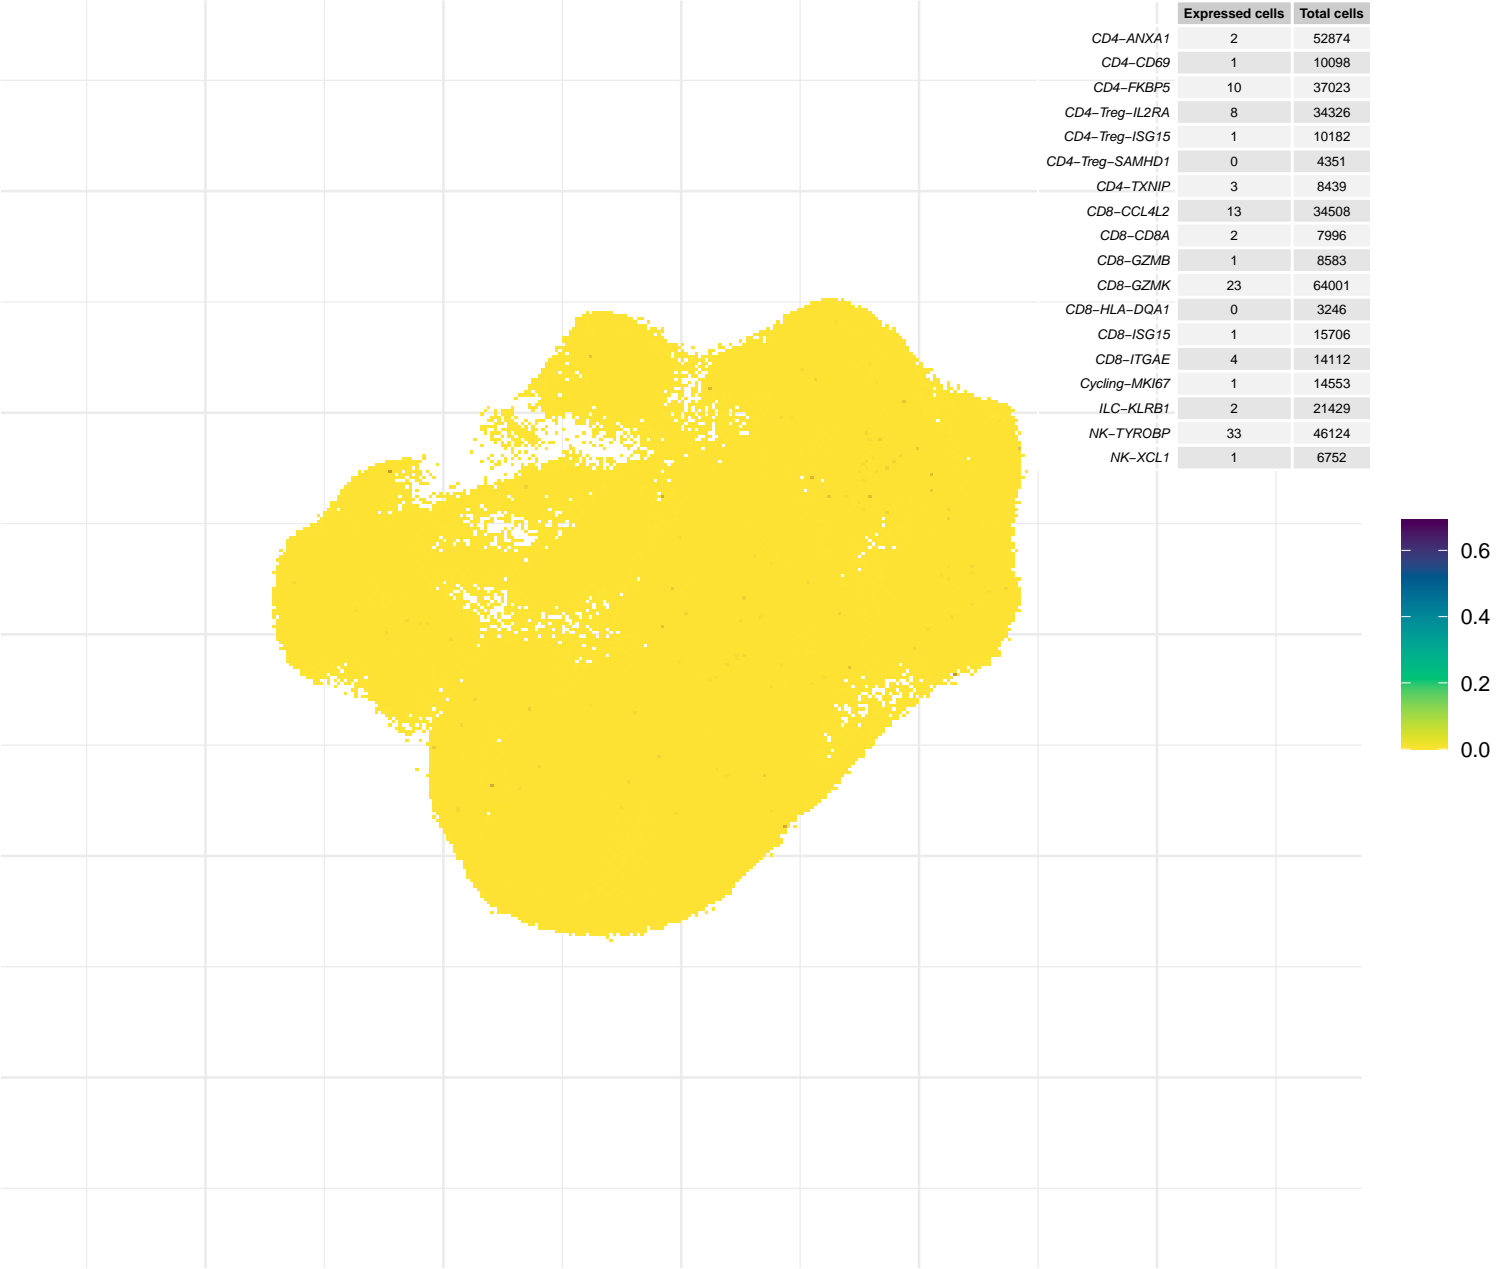 Expressed cells Total cells
CD4−ANXA1 2 52874
CD4−CD69 1 10098
CD4−FKBP5 10 37023
CD4−Treg−IL2RA 8 34326
CD4−Treg−ISG15 1 10182
CD4−Treg−SAMHD1 0 4351
CD4−TXNIP 3 8439
CD8−CCL4L2 13 34508
CD8−CD8A 2 7996
CD8−GZMB 1 8583
CD8−GZMK 23 64001
CD8−HLA−DQA1 0 3246
CD8−ISG15 1 15706
CD8−ITGAE 4 14112
Cycling−MKI67 1 14553
ILC−KLRB1 2 21429
NK−TYROBP 33 46124
NK−XCL1 1 6752
0.6
0.4
0.2
0.0